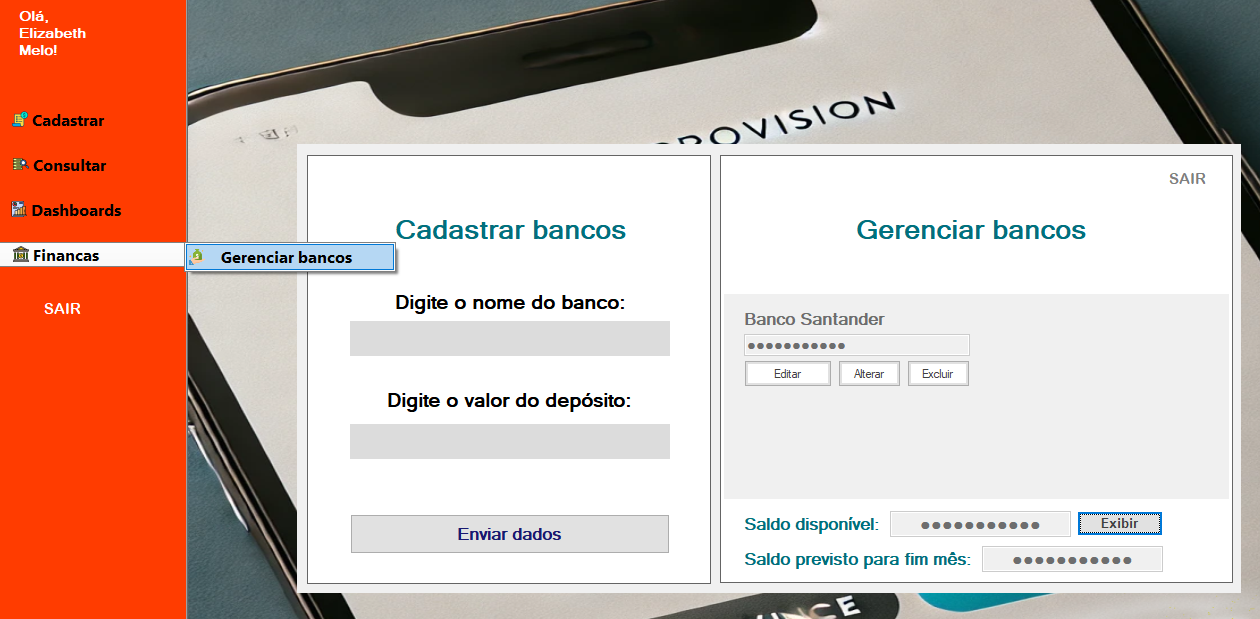 Olá,
Elizabeth
Melo!
Cadastrar
Consultar
Dashboards
Financas
Gerenciar bancos
SAIR
Cadastrar bancos
Digite o nome do banco:
Digite o valor do depósito:
Enviar dados
SAIR
Gerenciar bancos
Banco Santander
●●●●●●●●●●●
Editar Alterar Excluir
Saldo disponível: ●●●●●●●●●●● Exibir
Saldo previsto para fim mês: ●●●●●●●●●●●